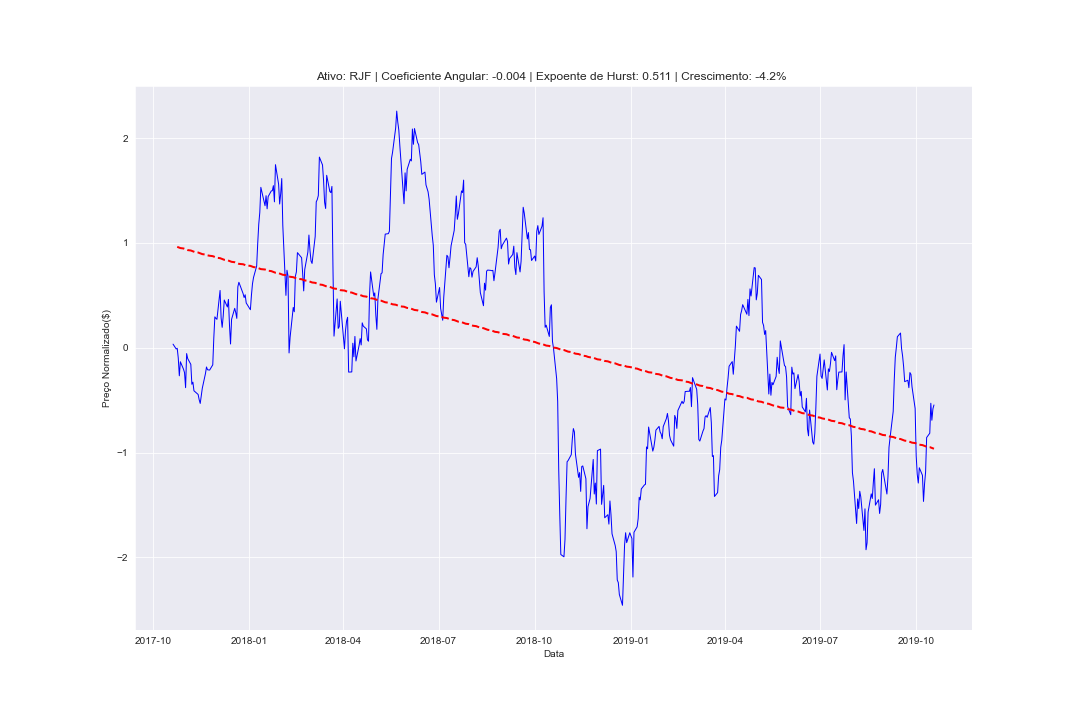 Ativo: RJF | Coeficiente Angular: -0.004 | Expoente de Hurst: 0.511 | Crescimento: -4.2%
Preço Normalizado($)
2
1
0
−1
−2
2017-10 2018-01 2018-04 2018-07 2018-10 2019-01 2019-04 2019-07 2019-10
Data